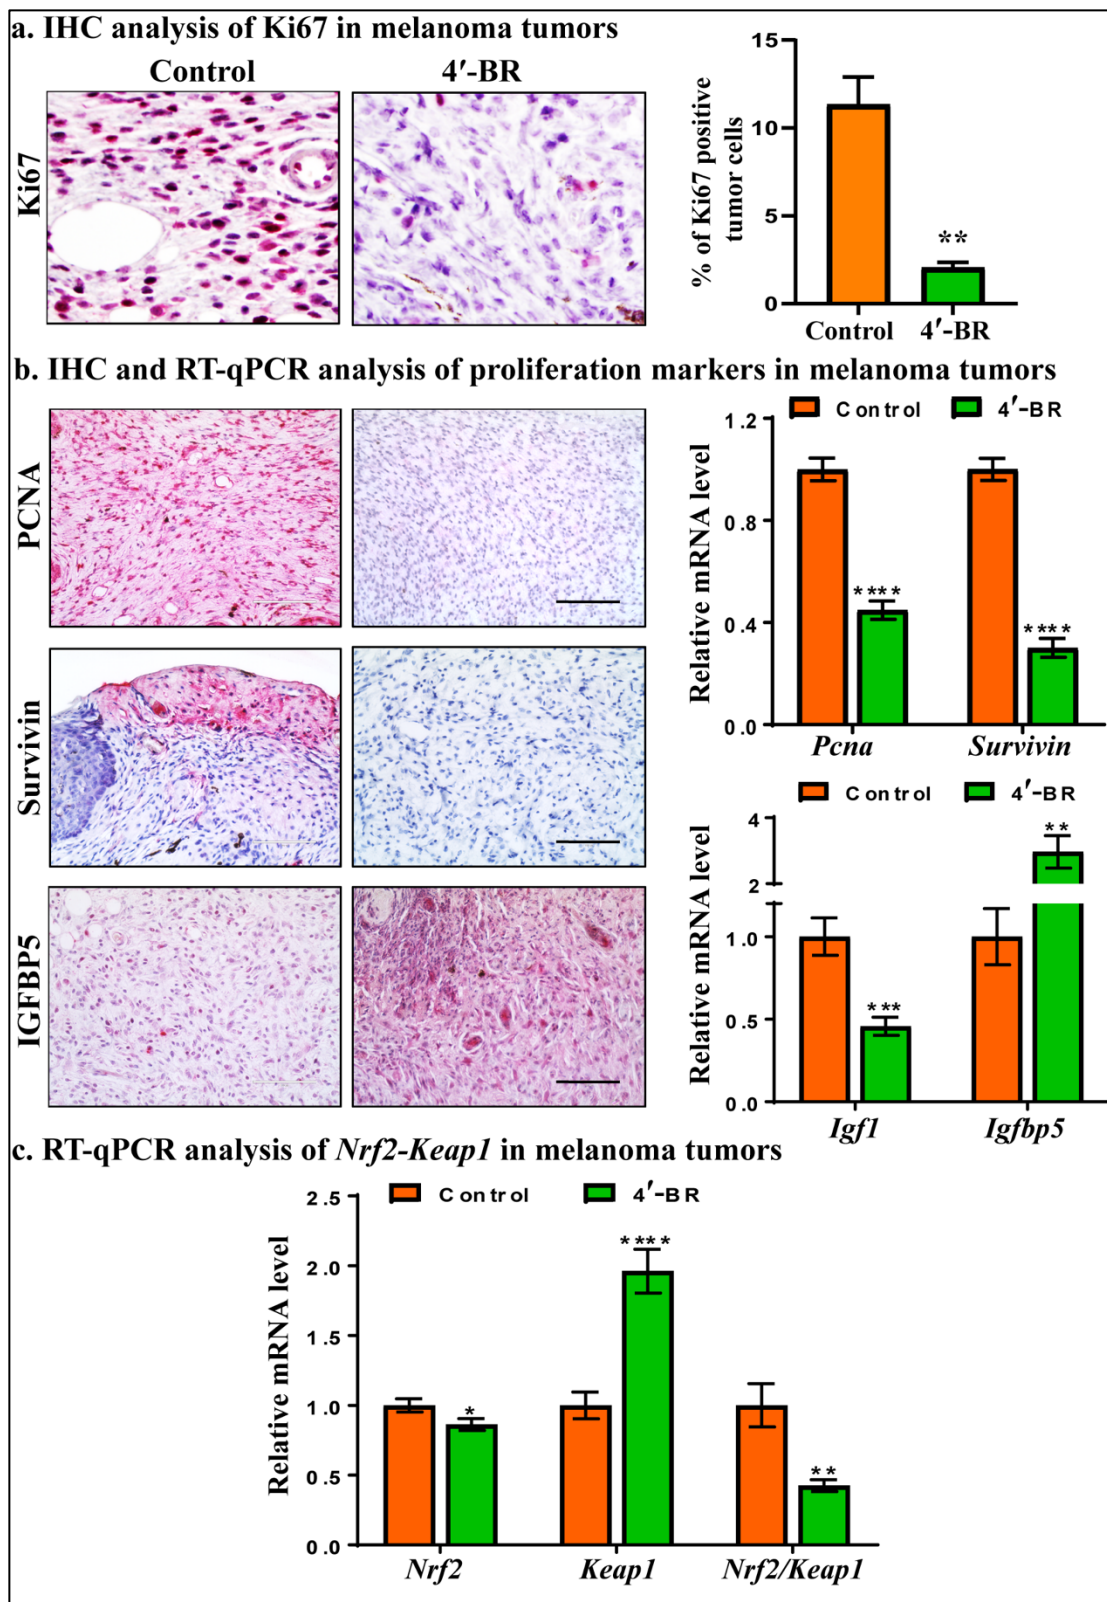 a. IHC analysis of Ki67 in melanoma tumors
Control
4′-BR
Ki67
% of Ki67 positive
tumor cells
15
10
5
0
**
Control
4′-BR
b. IHC and RT-qPCR analysis of proliferation markers in melanoma tumors
PCNA
Survivin
IGFBP5
Control
4′-BR
Relative mRNA level
1.2
0.8
0.4
0.0
****
****
Pcna
Survivin
Control
4′-BR
Relative mRNA level
4
2
1.0
0.5
0.0
***
**
Igf1
Igfbp5
c. RT-qPCR analysis of Nrf2-Keap1 in melanoma tumors
Control
4′-BR
Relative mRNA level
2.5
2.0
1.5
1.0
0.5
0.0
*
****
**
Nrf2
Keap1
Nrf2/Keap1